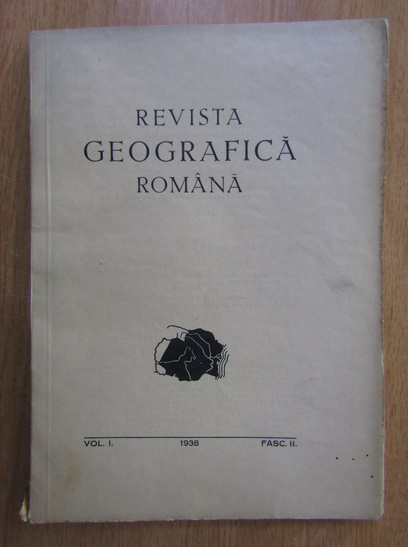 REVISTA
GEOGRAFICĂ
ROMÂNĂ
VOL. I. 1938 FASC. II.